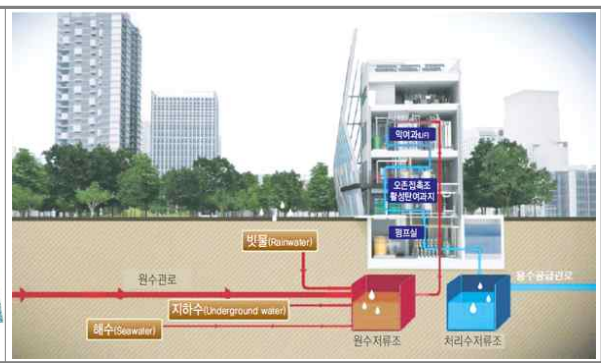 막여과(UF)
오존접촉조
활성탄여과지
펌프실
빗물(Rainwater)
원수관로
용수공급관로
지하수(Underground water)
해수(Seawater)
원수저류조
처리수저류조